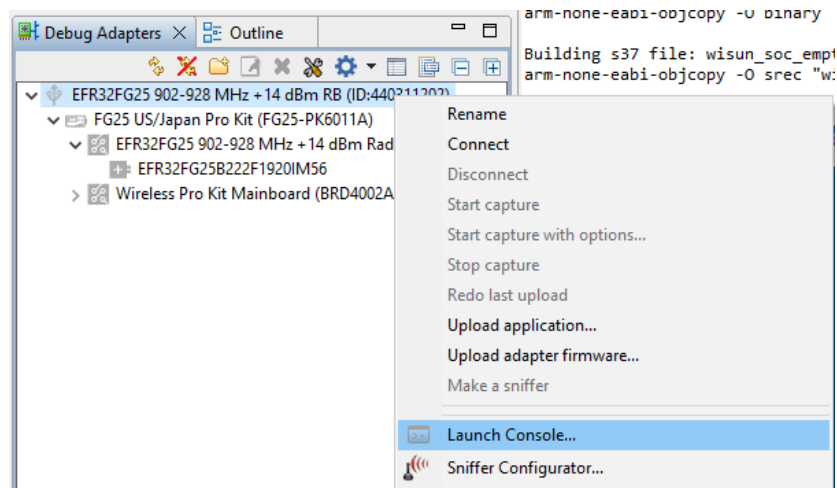 Debug Adapters
Outline
EFR32FG25 902-928 MHz +14 dBm RB (ID:440311202)
FG25 US/Japan Pro Kit (FG25-PK6011A)
EFR32FG25 902-928 MHz +14 dBm Rad
EFR32FG25B222F1920IM56
Wireless Pro Kit Mainboard (BRD4002A
arm-none-eabi-objcopy -O binary
Building s37 file: wisun_soc_empt
arm-none-eabi-objcopy -O srec "wi
Rename
Connect
Disconnect
Start capture
Start capture with options...
Stop capture
Redo last upload
Upload application...
Upload adapter firmware...
Make a sniffer
Launch Console...
Sniffer Configurator...